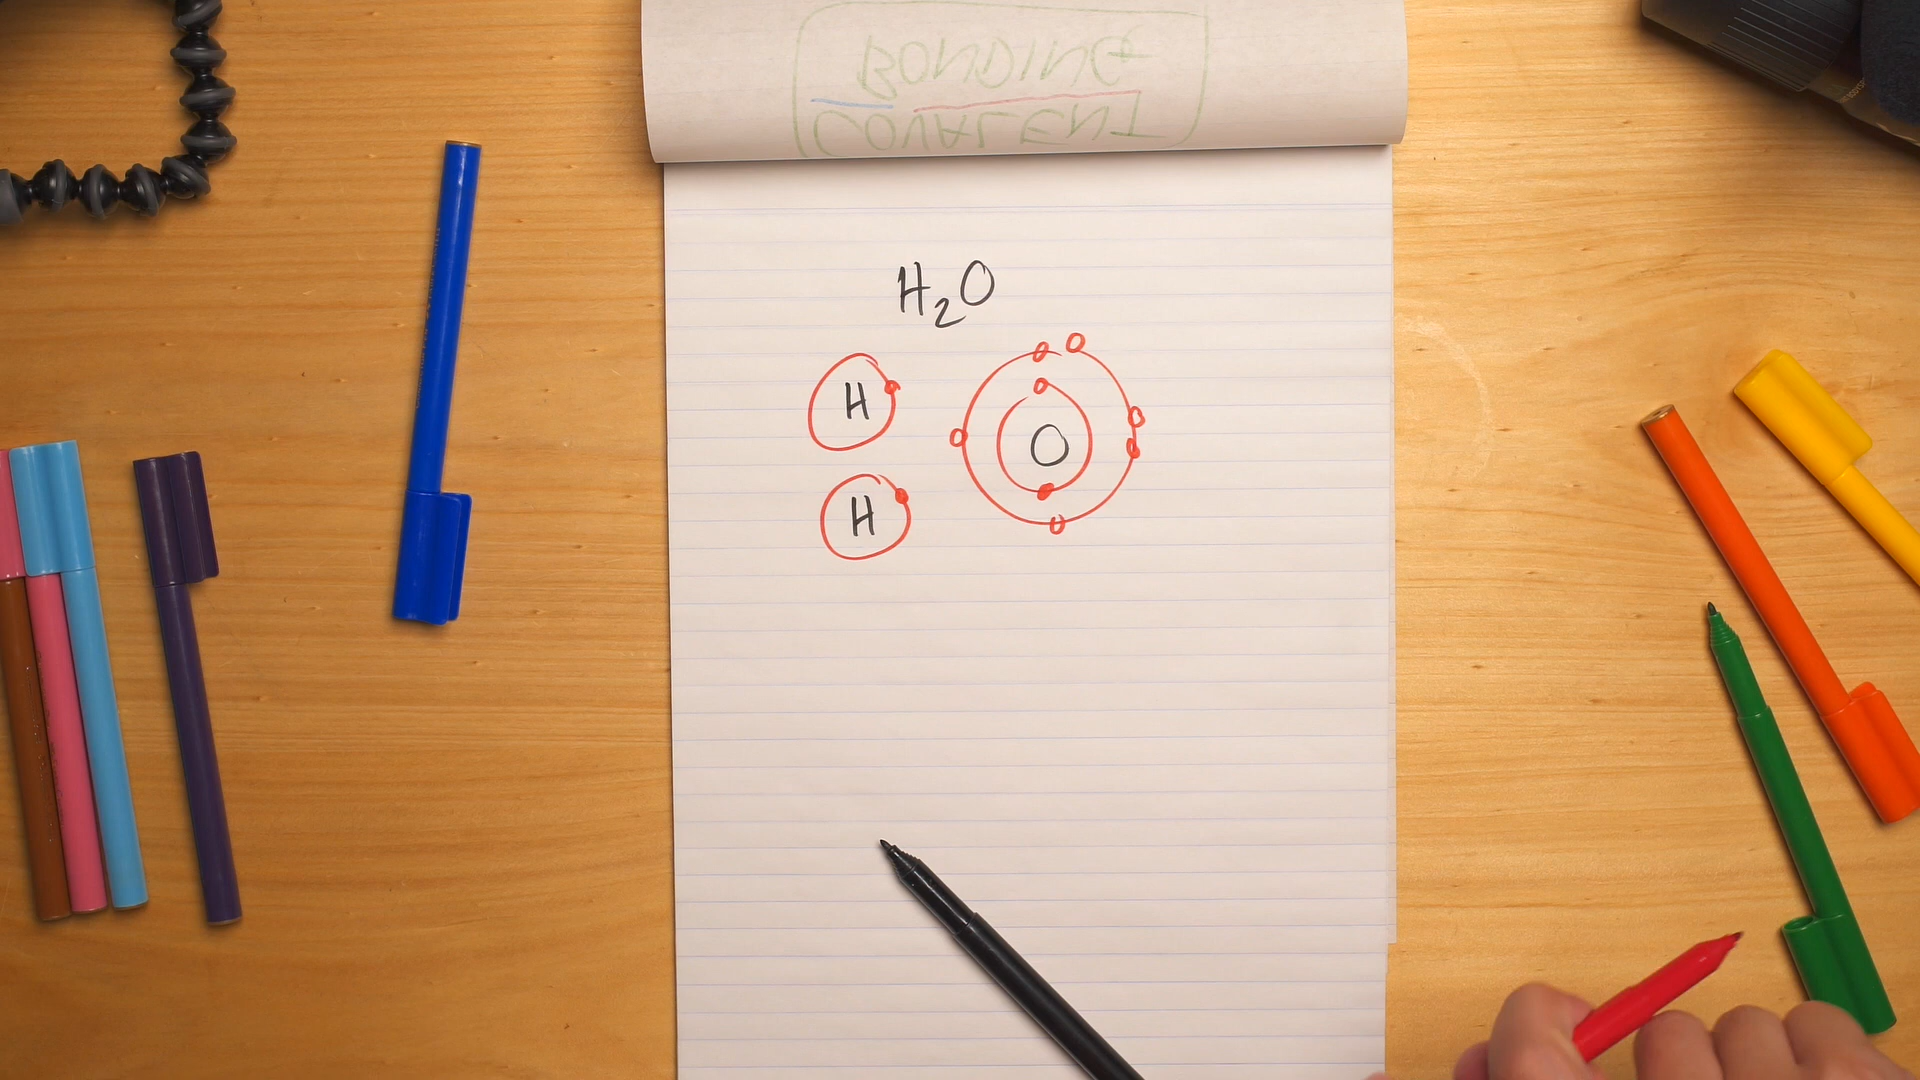 COVALENT
BONDING
H₂O
H
O
H